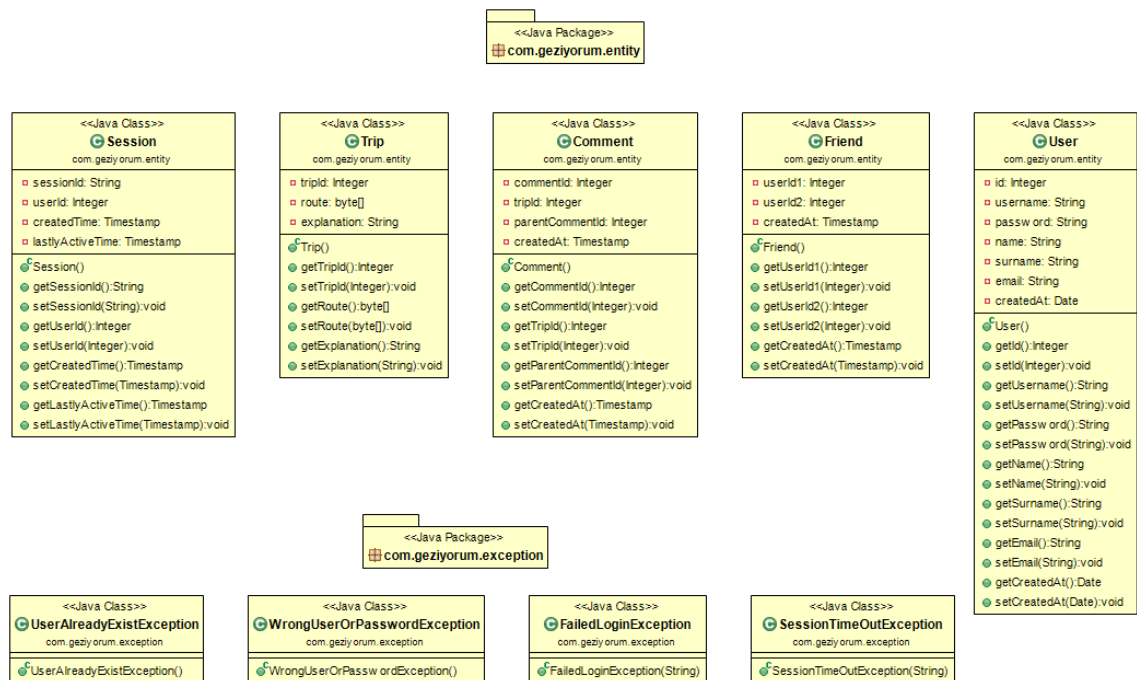 <<Java Package>>
com.geziyorum.entity
<<Java Class>>
Session
com.geziyorum.entity
sessionId: String
userId: Integer
createdTime: Timestamp
lastlyActiveTime: Timestamp
Session()
getSessionId():String
setSessionId(String):void
getUserId():Integer
setUserId(Integer):void
getCreatedTime():Timestamp
setCreatedTime(Timestamp):void
getLastlyActiveTime():Timestamp
setLastlyActiveTime(Timestamp):void
<<Java Class>>
Trip
com.geziyorum.entity
tripId: Integer
route: byte[]
explanation: String
Trip()
getTripId():Integer
setTripId(Integer):void
getRoute():byte[]
setRoute(byte[]):void
getExplanation():String
setExplanation(String):void
<<Java Class>>
Comment
com.geziyorum.entity
commentId: Integer
tripId: Integer
parentCommentId: Integer
createdAt: Timestamp
Comment()
getCommentId():Integer
setCommentId(Integer):void
getTripId():Integer
setTripId(Integer):void
getParentCommentId():Integer
setParentCommentId(Integer):void
getCreatedAt():Timestamp
setCreatedAt(Timestamp):void
<<Java Class>>
Friend
com.geziyorum.entity
userId1: Integer
userId2: Integer
createdAt: Timestamp
Friend()
getUserId1():Integer
setUserId1(Integer):void
getUserId2():Integer
setUserId2(Integer):void
getCreatedAt():Timestamp
setCreatedAt(Timestamp):void
<<Java Class>>
User
com.geziyorum.entity
id: Integer
username: String
password: String
name: String
surname: String
email: String
createdAt: Date
User()
getId():Integer
setId(Integer):void
getUsername():String
setUsername(String):void
getPassword():String
setPassword(String):void
getName():String
setName(String):void
getSurname():String
setSurname(String):void
getEmail():String
setEmail(String):void
getCreatedAt():Date
setCreatedAt(Date):void
<<Java Package>>
com.geziyorum.exception
<<Java Class>>
UserAlreadyExistException
com.geziyorum.exception
UserAlreadyExistException()
<<Java Class>>
WrongUserOrPasswordException
com.geziyorum.exception
WrongUserOrPasswordException()
<<Java Class>>
FailedLoginException
com.geziyorum.exception
FailedLoginException(String)
<<Java Class>>
SessionTimeOutException
com.geziyorum.exception
SessionTimeOutException(String)